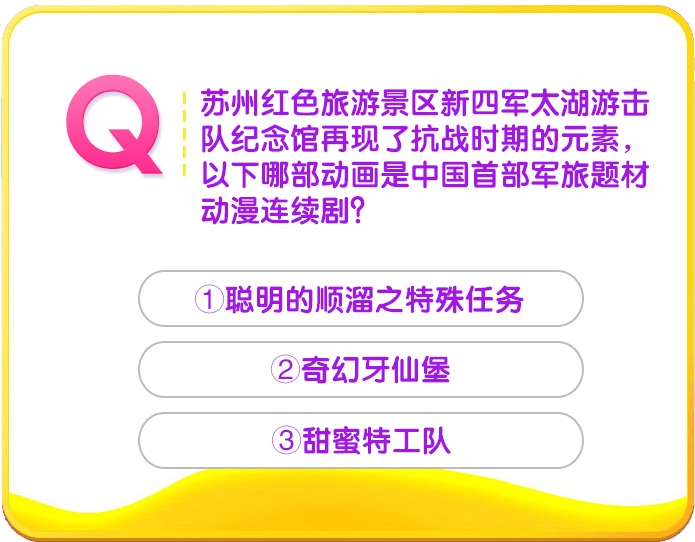 Q
苏州红色旅游景区新四军太湖游击
队纪念馆再现了抗战时期的元素，
以下哪部动画是中国首部军旅题材
动漫连续剧？
①聪明的顺溜之特殊任务
②奇幻牙仙堡
③甜蜜特工队